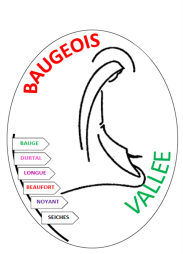 BAUGEOIS
VALLEE
BAUGE
DURTAL
LONGUE
BEAUFORT
NOYANT
SEICHES